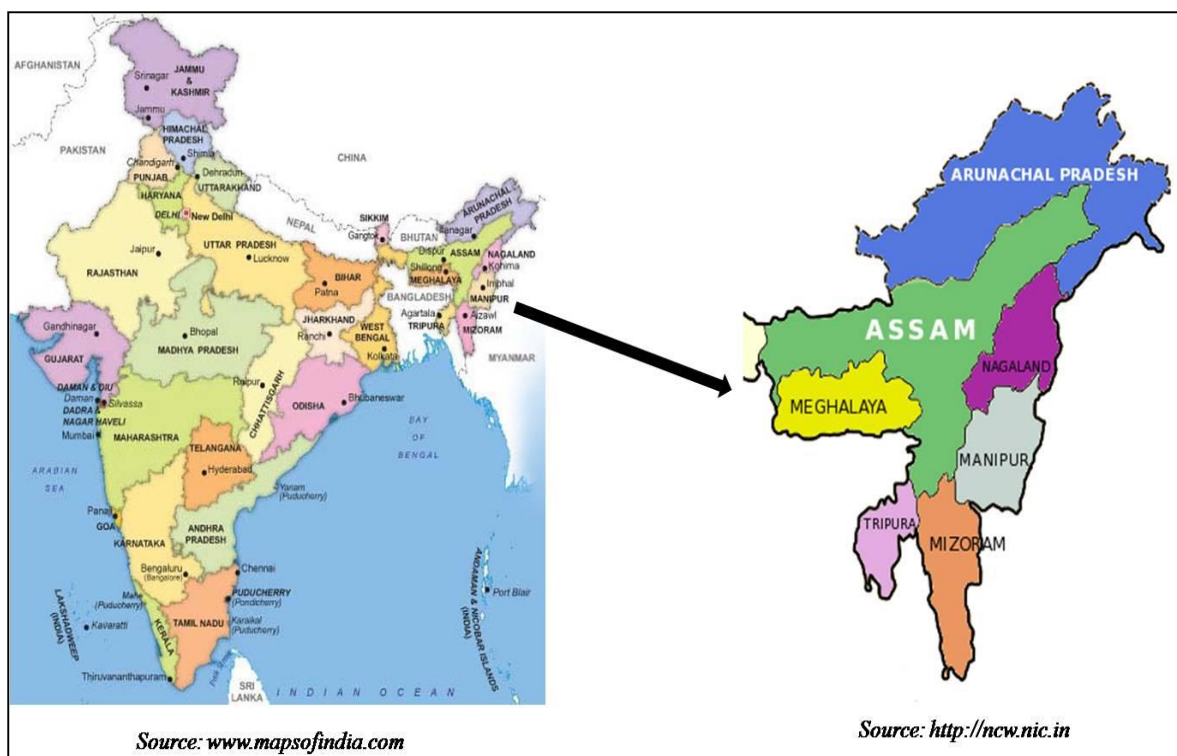 AFGHANISTAN
JAMMU
&
KASHMIR
Srinagar
Jammu
HIMACHAL
PRADESH
Shimla
PAKISTAN
CHINA
Chandigarh
PUNJAB
Dehradun
UTTARAKHAND
HARYANA
DELHI
New Delhi
NEPAL
SIKKIM
Gangtok
BHUTAN
ARUNACHAL
PRADESH
Itanagar
Jaipur
RAJASTHAN
UTTAR PRADESH
Lucknow
Dispur
ASSAM
NAGALAND
Kohima
Shillong
MEGHALAYA
Imphal
MANIPUR
BIHAR
Patna
BANGLADESH
Agartala
TRIPURA
Aizawl
MIZORAM
MYANMAR
Gandhinagar
GUJARAT
Bhopal
MADHYA PRADESH
JHARKHAND
Ranchi
WEST
BENGAL
Kolkata
DAMAN & DIU
Daman
Silvassa
DADRA &
NAGAR HAVELI
Mumbai
MAHARASHTRA
Raipur
CHHATTISGARH
ODISHA
Bhubaneswar
BAY
OF
BENGAL
ARABIAN
SEA
TELANGANA
Hyderabad
Yanam
(Puducherry)
Panaji
GOA
KARNATAKA
ANDHRA
PRADESH
Bengaluru
(Bangalore)
Chennai
Mahe
(Puducherry)
PUDUCHERRY
(Pondicherry)
Karaikal
(Puducherry)
TAMIL NADU
KERALA
LAKSHADWEEP
(INDIA)
Kavaratti
Thiruvananthapuram
SRI
LANKA
INDIAN OCEAN
ANDAMAN & NICOBAR ISLANDS
(INDIA)
Port Blair
Source: www.mapsofindia.com
ARUNACHAL PRADESH
ASSAM
NAGALAND
MEGHALAYA
MANIPUR
TRIPURA
MIZORAM
Source: http://ncw.nic.in